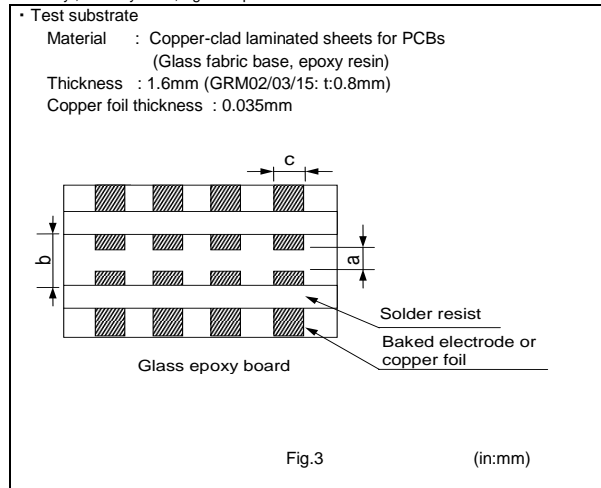 ・Test substrate
Material : Copper-clad laminated sheets for PCBs
(Glass fabric base, epoxy resin)
Thickness : 1.6mm (GRM02/03/15: t:0.8mm)
Copper foil thickness : 0.035mm
c
b
a
Solder resist
Baked electrode or
copper foil
Glass epoxy board
Fig.3 (in:mm)